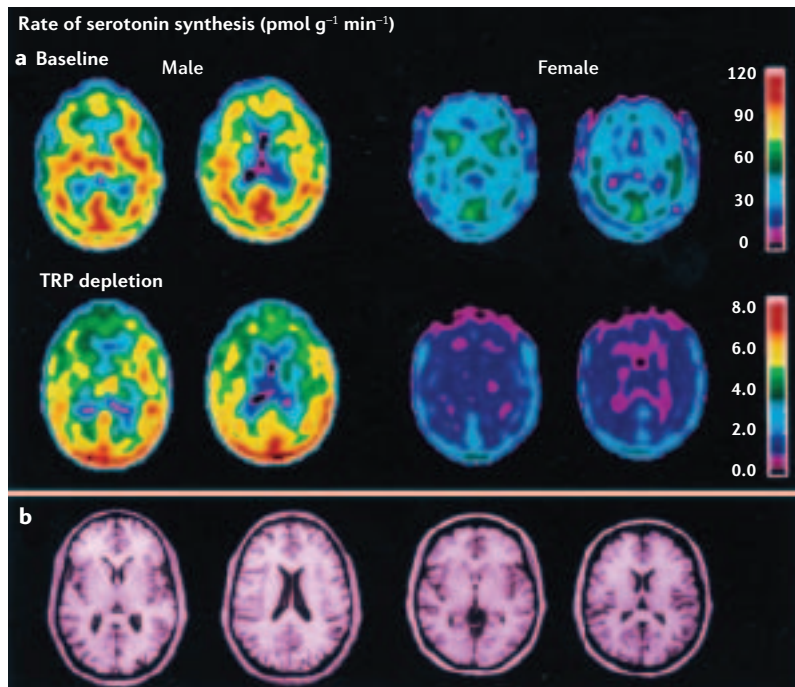 Rate of serotonin synthesis (pmol g⁻¹ min⁻¹)
a Baseline
Male
Female
120
90
60
30
0
TRP depletion
8.0
6.0
4.0
2.0
0.0
b